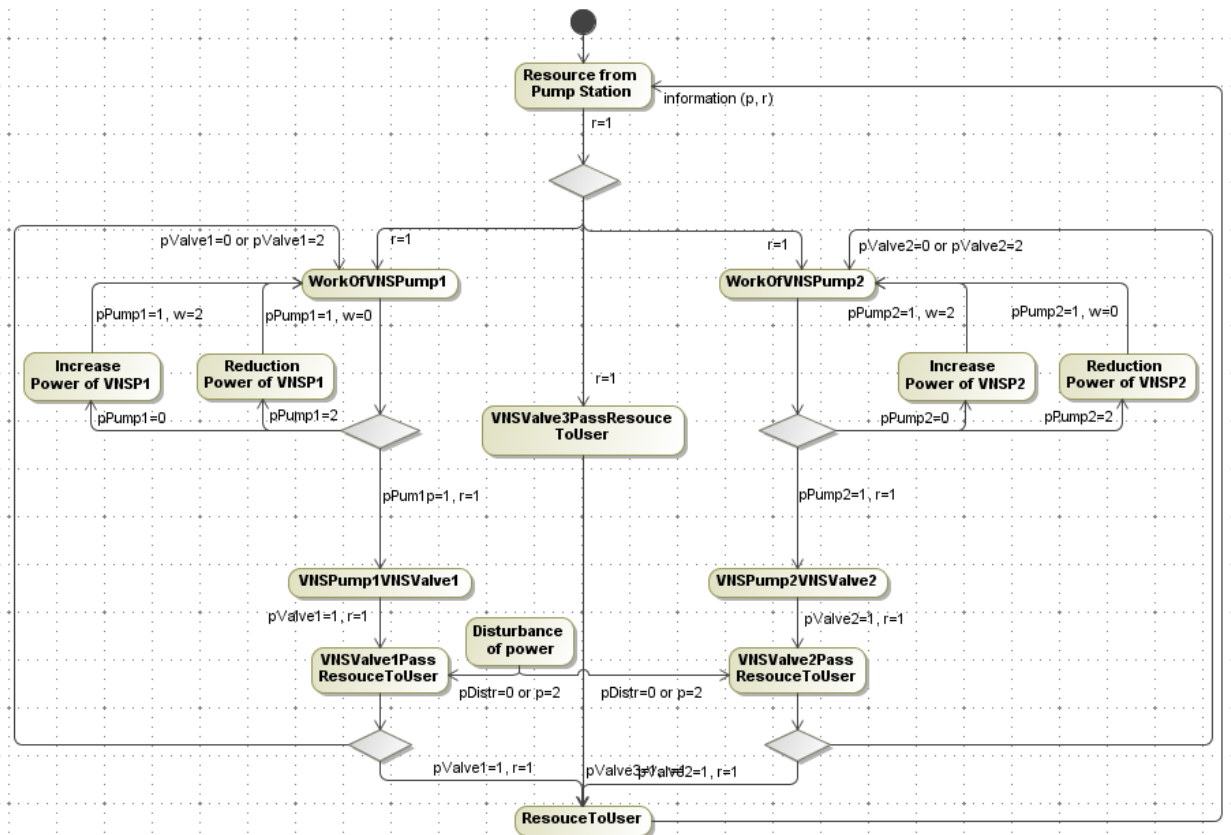 Resource from
Pump Station
information (p, r)
r=1
pValve1=0 or pValve1=2
r=1
r=1
pValve2=0 or pValve2=2
WorkOfVNSPump1
WorkOfVNSPump2
pPump1=1, w=2
pPump1=1, w=0
pPump2=1, w=2
pPump2=1, w=0
Increase
Power of VNSP1
Reduction
Power of VNSP1
r=1
Increase
Power of VNSP2
Reduction
Power of VNSP2
pPump1=0
pPump1=2
VNSValve3PassResouce
ToUser
pPump2=0
pPump2=2
pPum1p=1, r=1
pPump2=1, r=1
VNSPump1VNSValve1
VNSPump2VNSValve2
pValve1=1, r=1
pValve2=1, r=1
Disturbance
of power
VNSValve1Pass
ResouceToUser
VNSValve2Pass
ResouceToUser
pDistr=0 or p=2
pDistr=0 or p=2
pValve1=1, r=1
pValve2=1, r=1
ResouceToUser